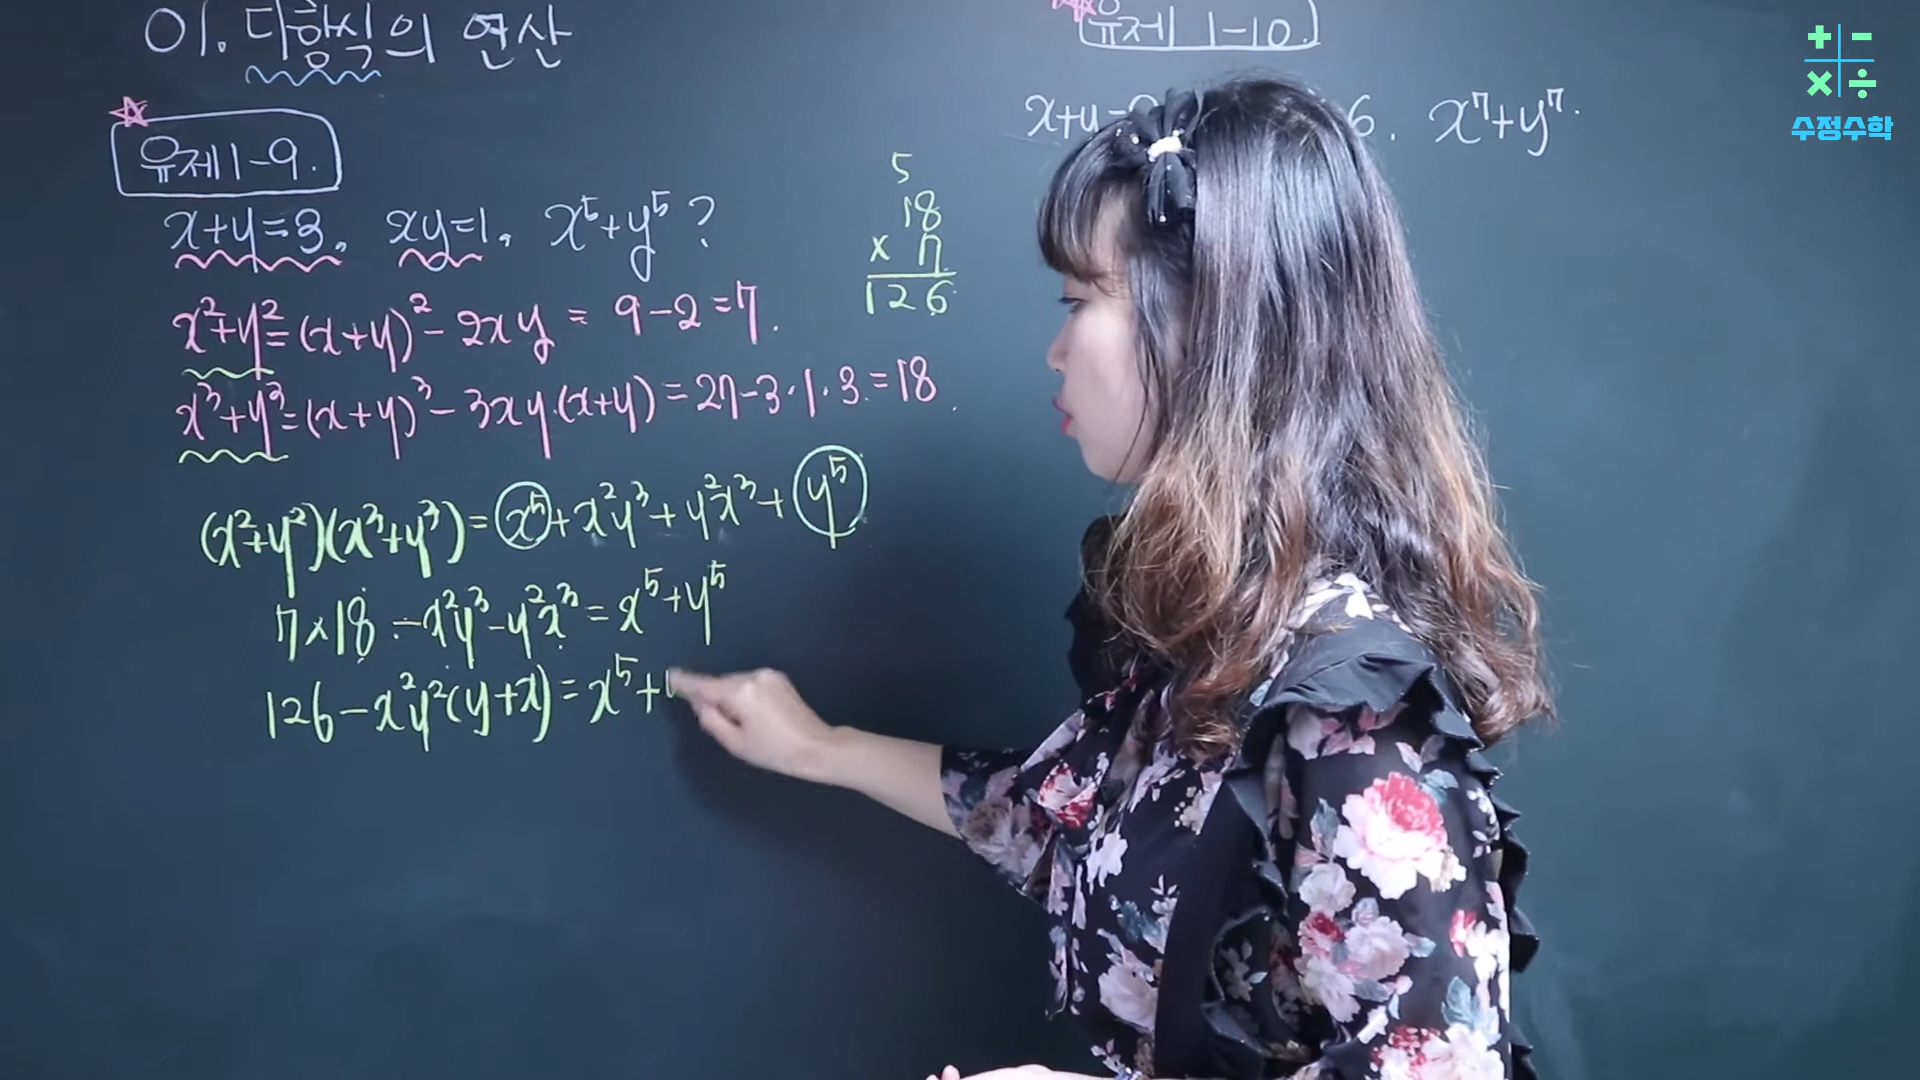 01. 다항식의 연산
유제 1-9.
x+y=3, xy=1, x⁵+y⁵ ?
x²+y²=(x+y)²-2xy = 9-2=7.
x³+y³=(x+y)³-3xy(x+y)=27-3·1·3=18.
(x²+y²)(x³+y³)=x⁵+x²y³+y²x³+y⁵
7×18-x²y³-y²x³=x⁵+y⁵
126-x²y²(y+x)=x⁵+
5
18
× 7
126
유제 1-10.
x+y= 6. x⁷+y⁷.
+ -
× ÷
수정수학